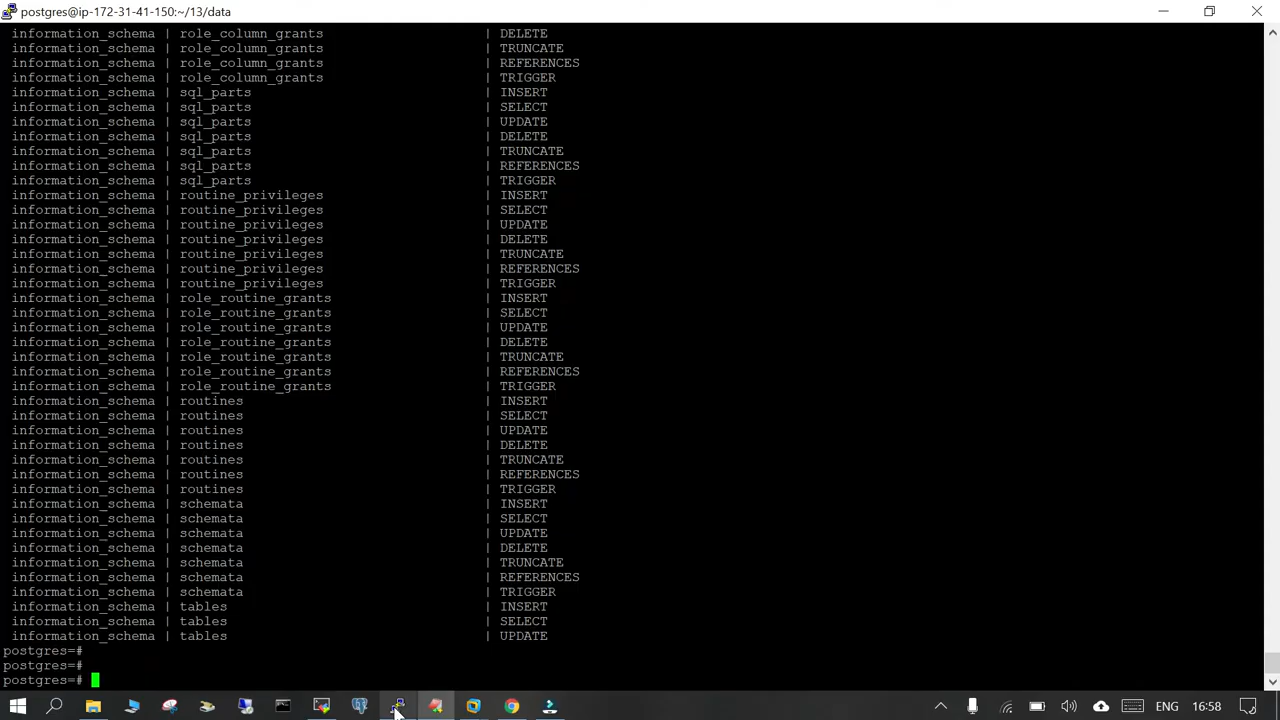 postgres@ip-172-31-41-150:~/13/data
information_schema | role_column_grants | DELETE
information_schema | role_column_grants | TRUNCATE
information_schema | role_column_grants | REFERENCES
information_schema | role_column_grants | TRIGGER
information_schema | sql_parts | INSERT
information_schema | sql_parts | SELECT
information_schema | sql_parts | UPDATE
information_schema | sql_parts | DELETE
information_schema | sql_parts | TRUNCATE
information_schema | sql_parts | REFERENCES
information_schema | sql_parts | TRIGGER
information_schema | routine_privileges | INSERT
information_schema | routine_privileges | SELECT
information_schema | routine_privileges | UPDATE
information_schema | routine_privileges | DELETE
information_schema | routine_privileges | TRUNCATE
information_schema | routine_privileges | REFERENCES
information_schema | routine_privileges | TRIGGER
information_schema | role_routine_grants | INSERT
information_schema | role_routine_grants | SELECT
information_schema | role_routine_grants | UPDATE
information_schema | role_routine_grants | DELETE
information_schema | role_routine_grants | TRUNCATE
information_schema | role_routine_grants | REFERENCES
information_schema | role_routine_grants | TRIGGER
information_schema | routines | INSERT
information_schema | routines | SELECT
information_schema | routines | UPDATE
information_schema | routines | DELETE
information_schema | routines | TRUNCATE
information_schema | routines | REFERENCES
information_schema | routines | TRIGGER
information_schema | schemata | INSERT
information_schema | schemata | SELECT
information_schema | schemata | UPDATE
information_schema | schemata | DELETE
information_schema | schemata | TRUNCATE
information_schema | schemata | REFERENCES
information_schema | schemata | TRIGGER
information_schema | tables | INSERT
information_schema | tables | SELECT
information_schema | tables | UPDATE
postgres=#
postgres=#
postgres=#
ENG 16:58